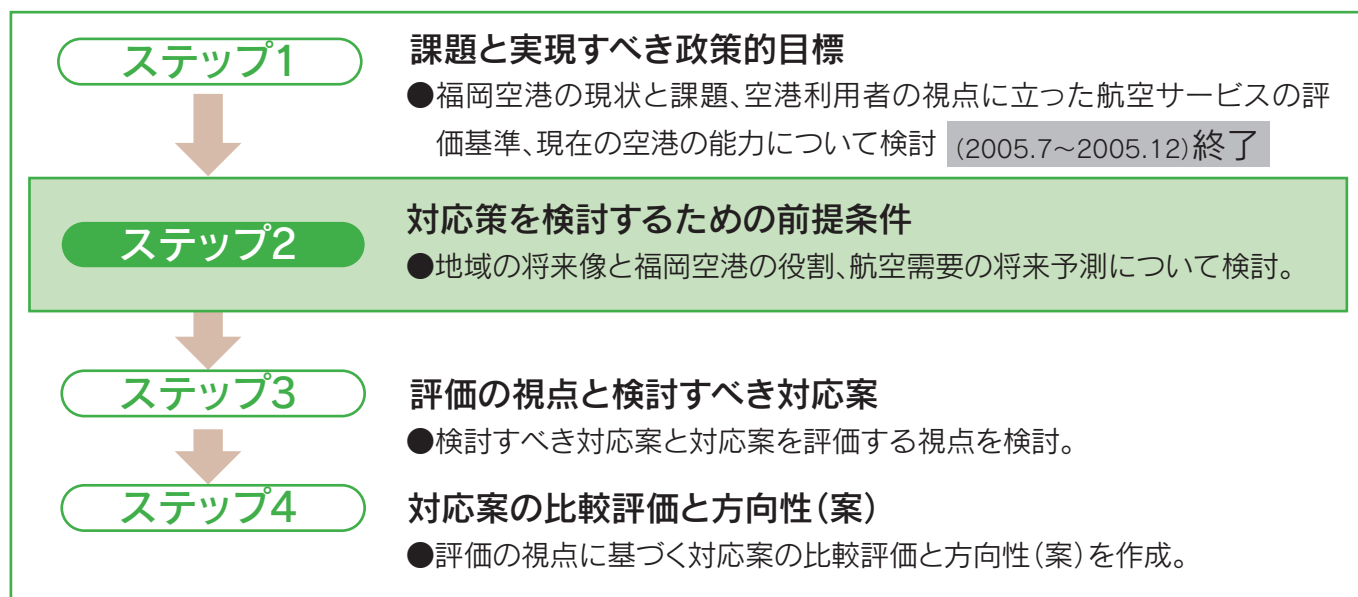 ステップ1
課題と実現すべき政策的目標
●福岡空港の現状と課題、空港利用者の視点に立った航空サービスの評
価基準、現在の空港の能力について検討 (2005.7～2005.12)終了
ステップ2
対応策を検討するための前提条件
●地域の将来像と福岡空港の役割、航空需要の将来予測について検討。
ステップ3
評価の視点と検討すべき対応案
●検討すべき対応案と対応案を評価する視点を検討。
ステップ4
対応案の比較評価と方向性(案)
●評価の視点に基づく対応案の比較評価と方向性(案)を作成。